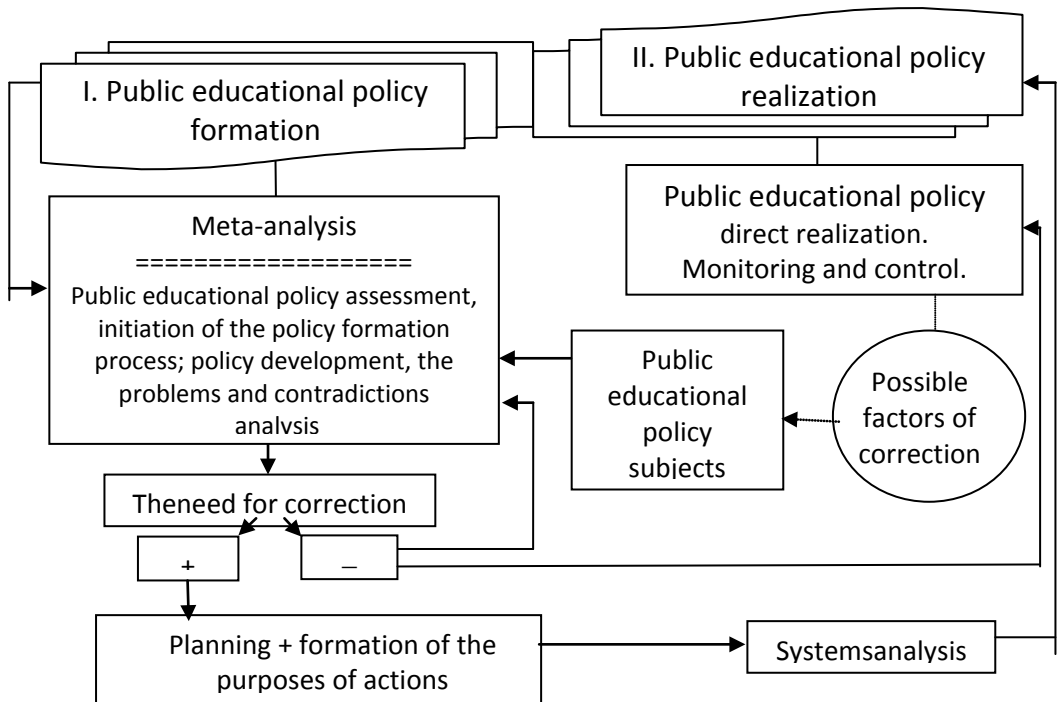 I. Public educational policy
formation
II. Public educational policy
realization
Meta-analysis
===================
Public educational policy assessment,
initiation of the policy formation
process; policy development, the
problems and contradictions
analysis
Public educational policy
direct realization.
Monitoring and control.
Public
educational
policy
subjects
Possible
factors of
correction
Theneed for correction
+
–
Planning + formation of the
purposes of actions
Systemsanalysis